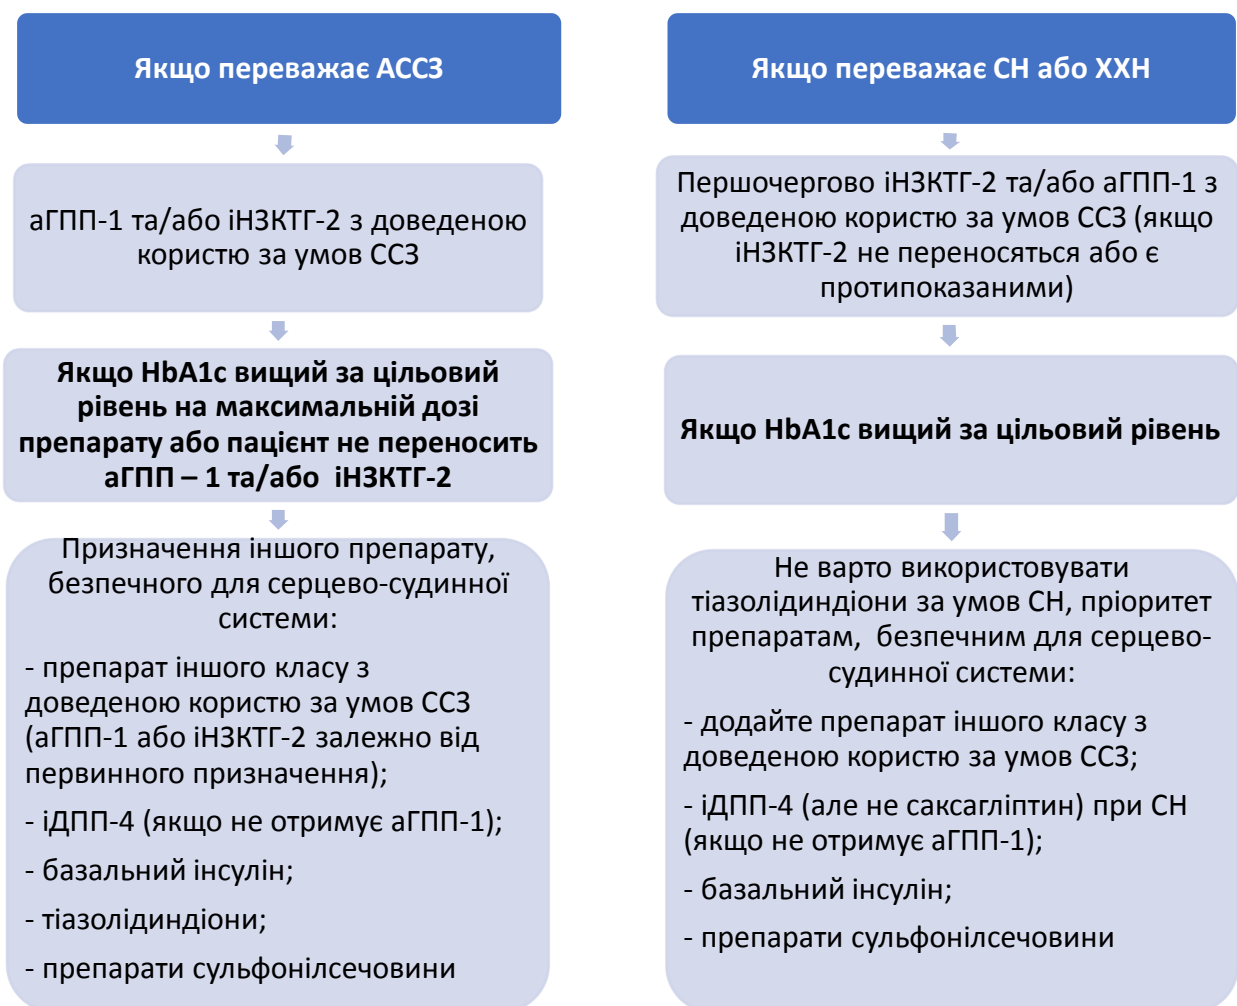 Якщо переважає АССЗ
аГПП-1 та/або іНЗКТГ-2 з доведеною
користю за умов ССЗ
Якщо HbA1c вищий за цільовий
рівень на максимальній дозі
препарату або пацієнт не переносить
аГПП – 1 та/або іНЗКТГ-2
Призначення іншого препарату,
безпечного для серцево-судинної
системи:
- препарат іншого класу з
доведеною користю за умов ССЗ
(аГПП-1 або іНЗКТГ-2 залежно від
первинного призначення);
- іДПП-4 (якщо не отримує аГПП-1);
- базальний інсулін;
- тіазолідиндіони;
- препарати сульфонілсечовини
Якщо переважає СН або ХХН
Першочергово іНЗКТГ-2 та/або аГПП-1 з
доведеною користю за умов ССЗ (якщо
іНЗКТГ-2 не переносяться або є
протипоказаними)
Якщо HbA1c вищий за цільовий рівень
Не варто використовувати
тіазолідиндіони за умов СН, пріоритет
препаратам, безпечним для серцево-
судинної системи:
- додайте препарат іншого класу з
доведеною користю за умов ССЗ;
- іДПП-4 (але не саксагліптин) при СН
(якщо не отримує аГПП-1);
- базальний інсулін;
- препарати сульфонілсечовини